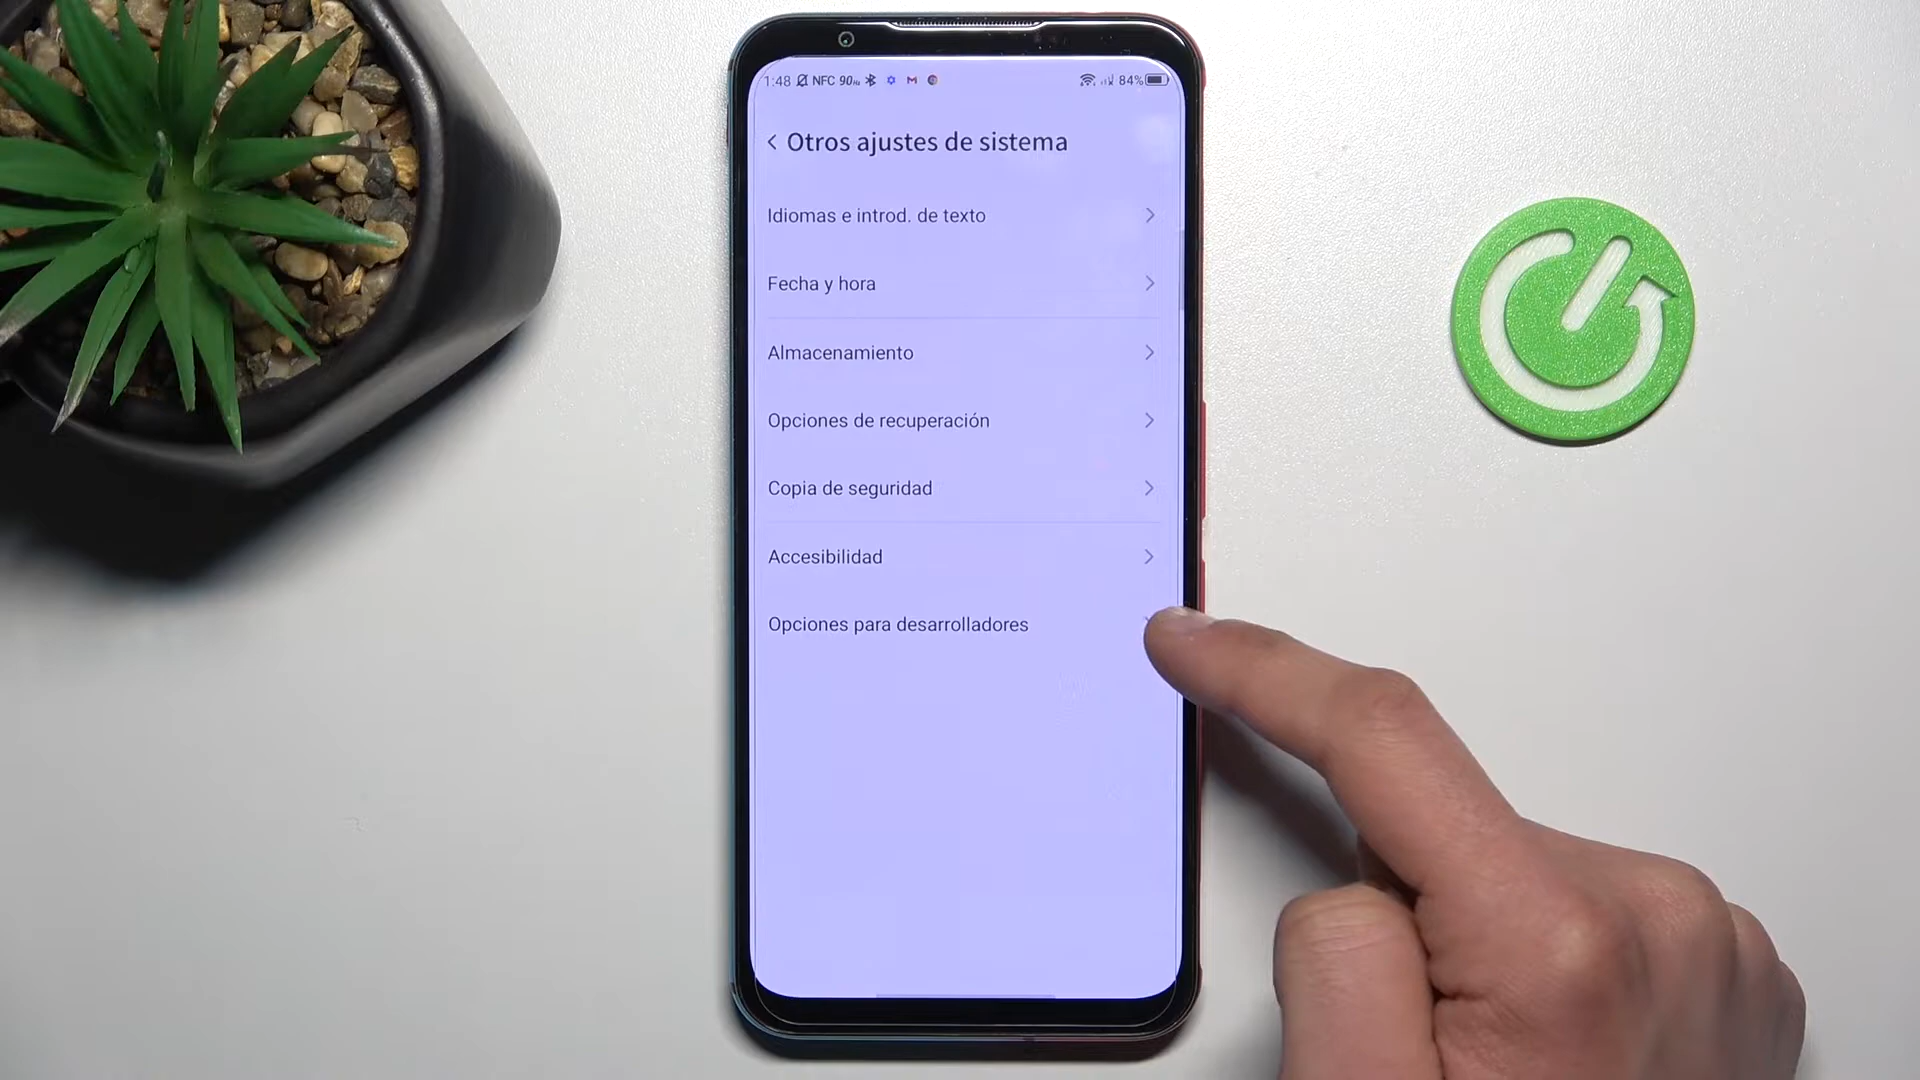 1:48 NFC 90Hz 84%
Otros ajustes de sistema
Idiomas e introd. de texto
Fecha y hora
Almacenamiento
Opciones de recuperación
Copia de seguridad
Accesibilidad
Opciones para desarrolladores